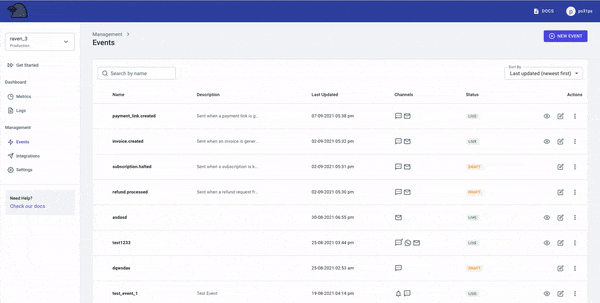 DOCS
p
ps31ps
raven_3
Production
Get Started
Dashboard
Metrics
Logs
Management
Events
Integrations
Settings
Need Help?
Check our docs
Management >
Events
NEW EVENT
Search by name
Sort By
Last updated (newest first)
Name Description Last Updated Channels Status Actions
payment_link.created Sent when a payment link is g... 07-09-2021 05:38 pm LIVE
invoice.created Sent when an invoice is gener... 02-09-2021 05:32 pm LIVE
subscription.halted Sent when a subscription is k... 02-09-2021 05:31 pm DRAFT
refund.processed Sent when a refund request fr... 02-09-2021 05:30 pm DRAFT
asdasd 30-08-2021 06:55 pm LIVE
test1233 25-08-2021 03:44 pm LIVE
dqwsdas 25-08-2021 02:53 am DRAFT
test_event_1 Test Event 19-08-2021 04:14 pm LIVE